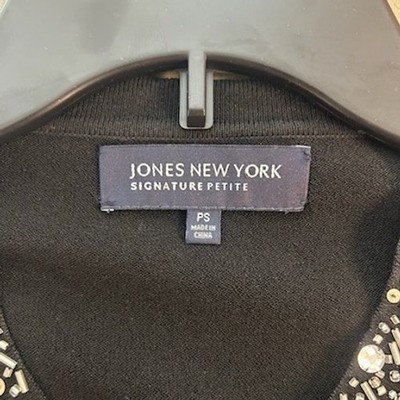 JONES NEW YORK
SIGNATURE PETITE
PS
MADE IN
CHINA